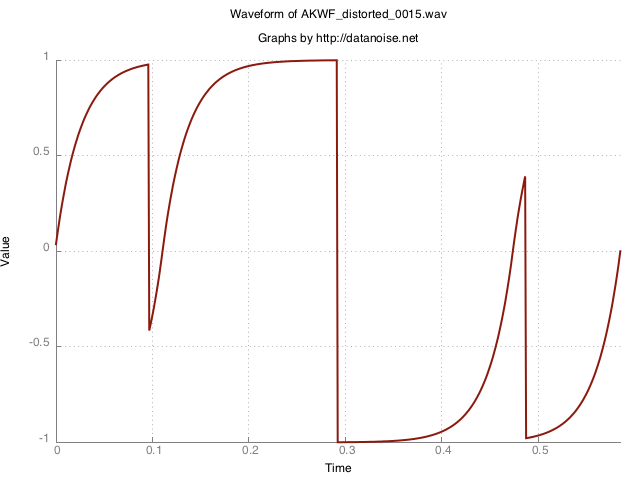 Waveform of AKWF_distorted_0015.wav
Graphs by http://datanoise.net
1
0.5
0
-0.5
-1
Value
0
0.1
0.2
0.3
0.4
0.5
Time